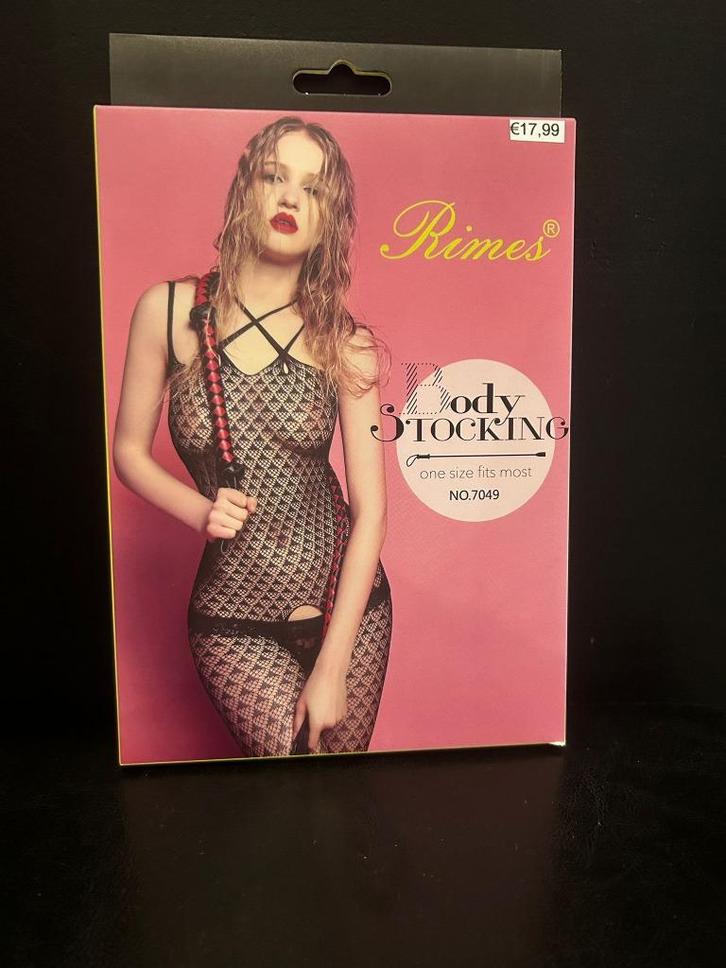 €17,99
Rimes®
Body
STOCKING
one size fits most
NO.7049